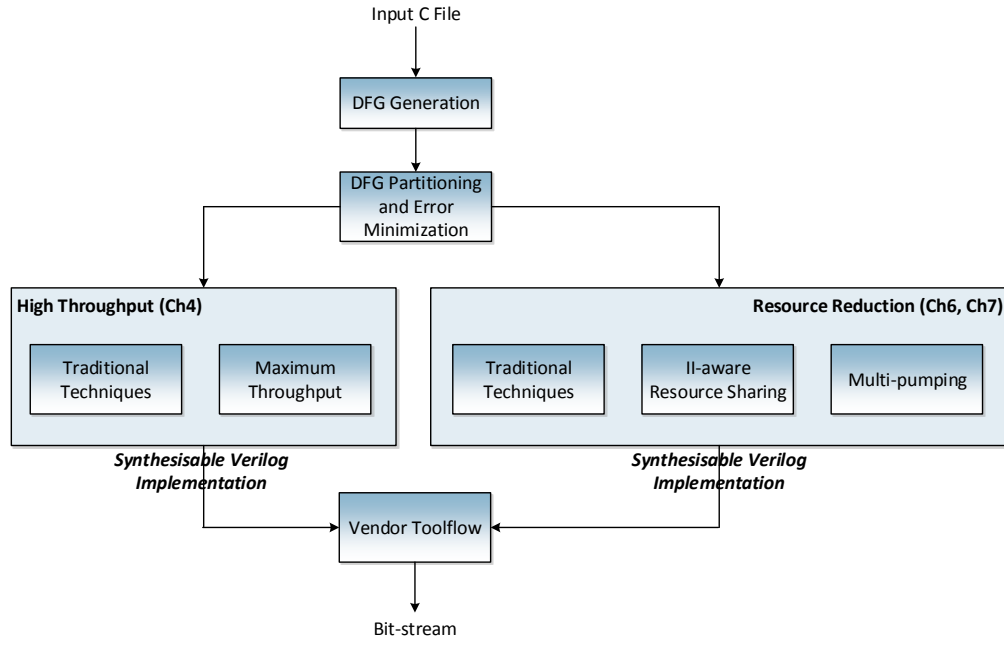 Input C File
DFG Generation
DFG Partitioning
and Error
Minimization
High Throughput (Ch4)
Traditional
Techniques
Maximum
Throughput
Resource Reduction (Ch6, Ch7)
Traditional
Techniques
II-aware
Resource Sharing
Multi-pumping
Synthesisable Verilog
Implementation
Synthesisable Verilog
Implementation
Vendor Toolflow
Bit-stream